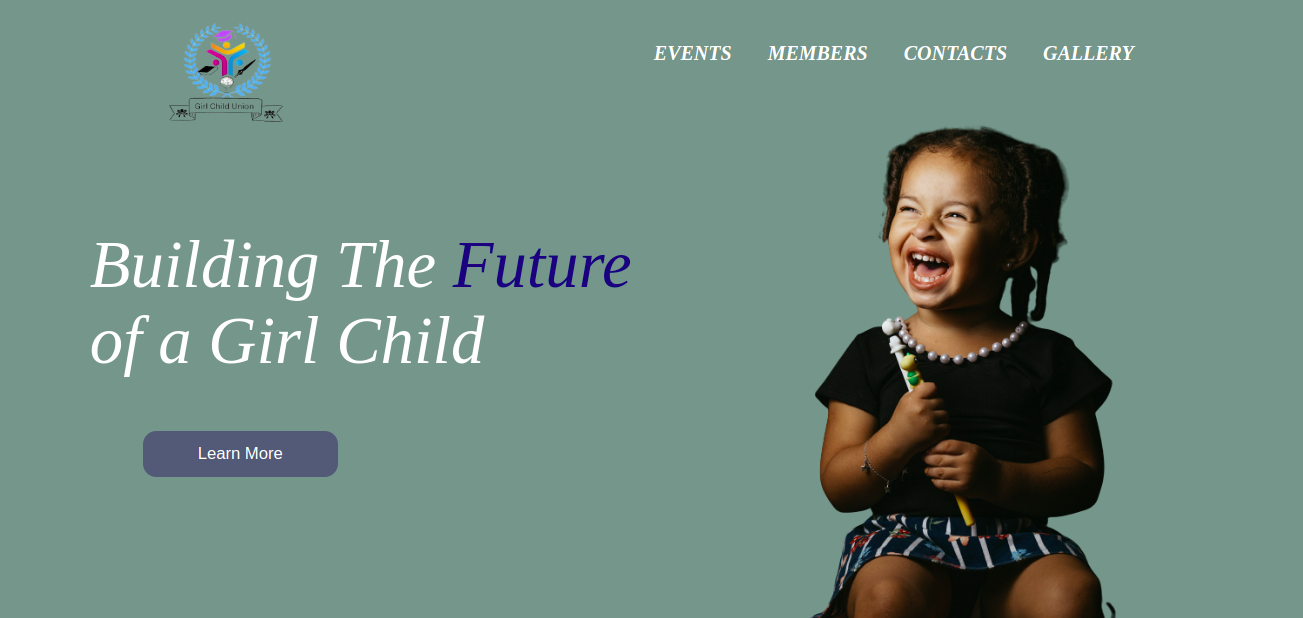 Girl Child Union
EVENTS MEMBERS CONTACTS GALLERY
Building The Future
of a Girl Child
Learn More